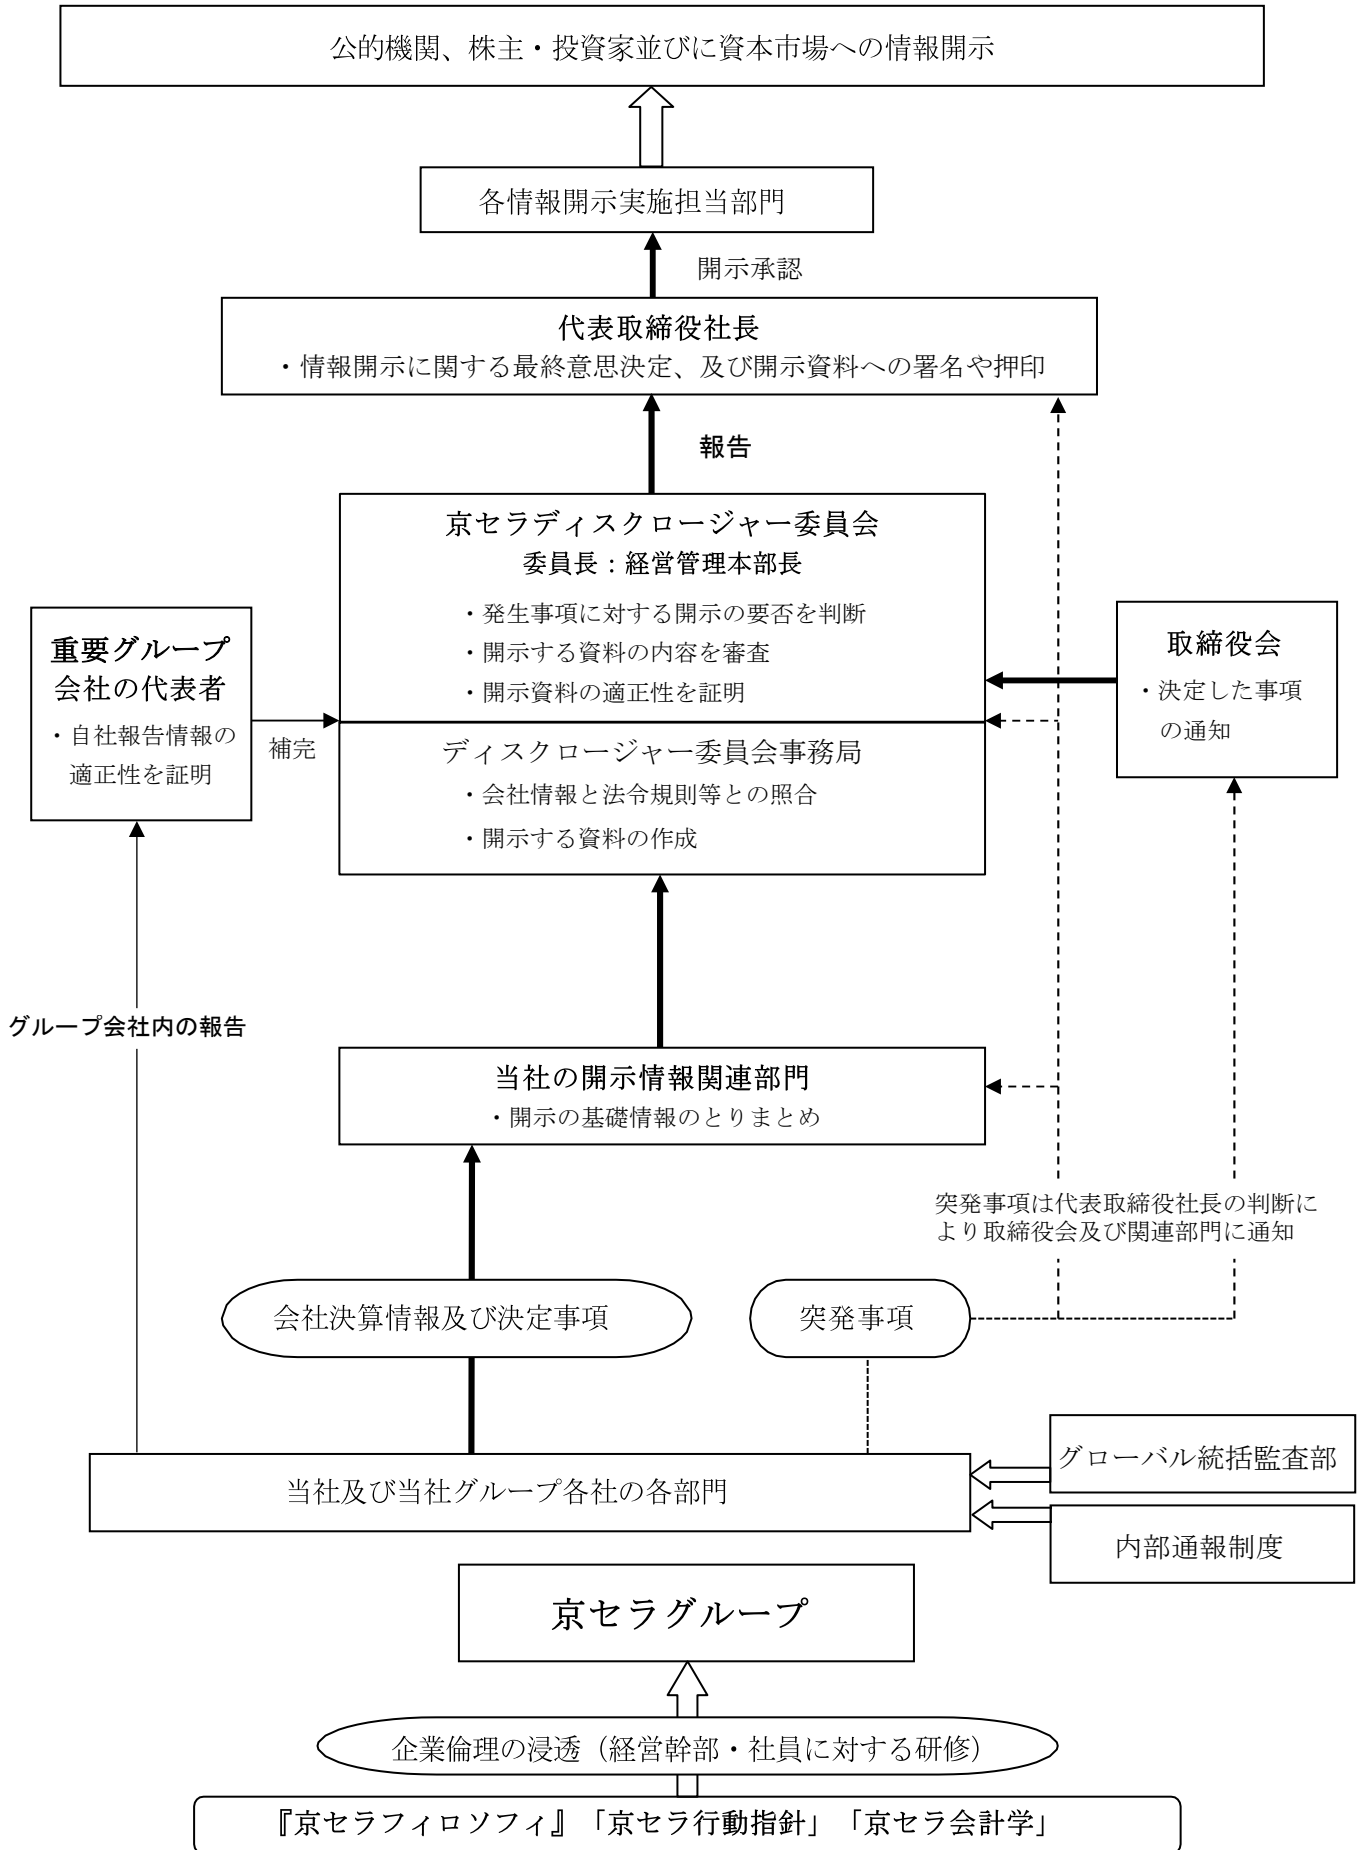 公的機関、株主・投資家並びに資本市場への情報開示
各情報開示実施担当部門
開示承認
代表取締役社長
・情報開示に関する最終意思決定、及び開示資料への署名や押印
報告
京セラディスクロージャー委員会
委員長：経営管理本部長
・発生事項に対する開示の要否を判断
・開示する資料の内容を審査
・開示資料の適正性を証明
重要グループ
会社の代表者
・自社報告情報の
適正性を証明
補完
取締役会
・決定した事項
の通知
ディスクロージャー委員会事務局
・会社情報と法令規則等との照合
・開示する資料の作成
グループ会社内の報告
当社の開示情報関連部門
・開示の基礎情報のとりまとめ
突発事項は代表取締役社長の判断に
より取締役会及び関連部門に通知
会社決算情報及び決定事項
突発事項
当社及び当社グループ各社の各部門
グローバル統括監査部
内部通報制度
京セラグループ
企業倫理の浸透（経営幹部・社員に対する研修）
『京セラフィロソフィ』「京セラ行動指針」「京セラ会計学」